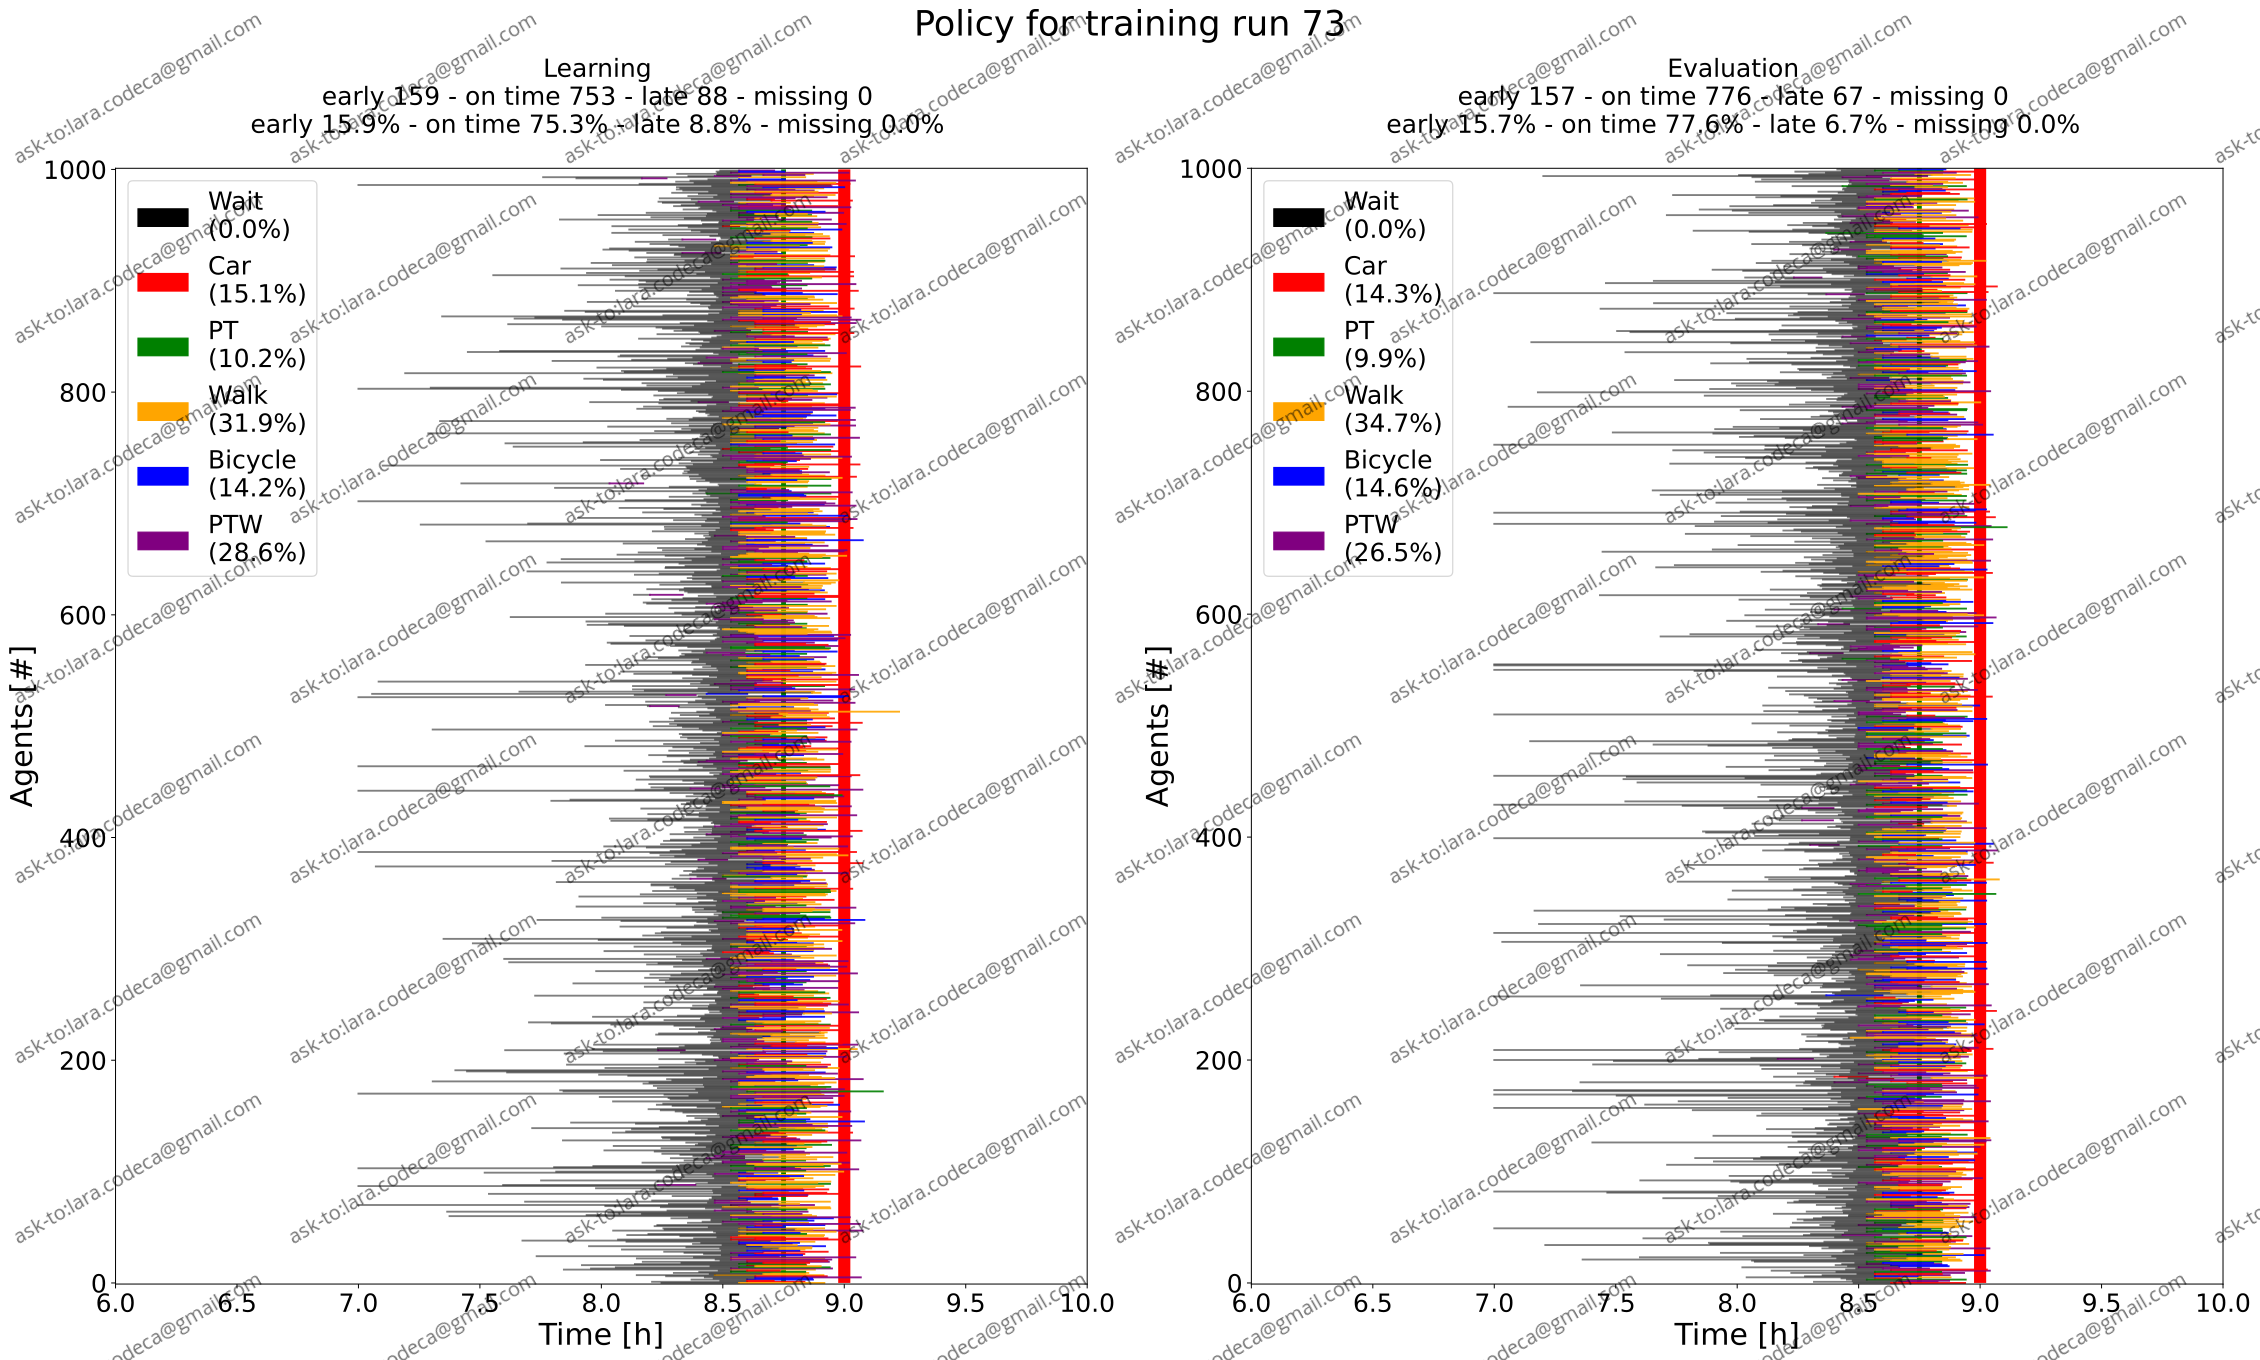 Policy for training run 73
Learning
early 159 - on time 753 - late 88 - missing 0
early 15.9% - on time 75.3% - late 8.8% - missing 0.0%
Agents [#]
1000
800
600
400
200
0
Wait
(0.0%)
Car
(15.1%)
PT
(10.2%)
Walk
(31.9%)
Bicycle
(14.2%)
PTW
(28.6%)
6.0 6.5 7.0 7.5 8.0 8.5 9.0 9.5 10.0
Time [h]
Evaluation
early 157 - on time 776 - late 67 - missing 0
early 15.7% - on time 77.6% - late 6.7% - missing 0.0%
Agents [#]
1000
800
600
400
200
0
Wait
(0.0%)
Car
(14.3%)
PT
(9.9%)
Walk
(34.7%)
Bicycle
(14.6%)
PTW
(26.5%)
6.0 6.5 7.0 7.5 8.0 8.5 9.0 9.5 10.0
Time [h]
ask-to:lara.codeca@gmail.com